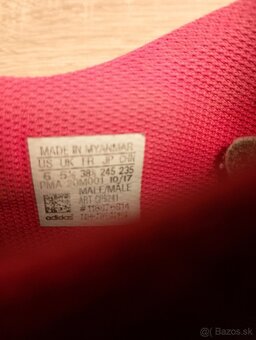 MADE IN MYANMAR
US UK FR JP CHN
6 5½ 38⅔ 245 235
PMA 20M001 10/17
MALE/MALE
adidas
© Bazos.sk